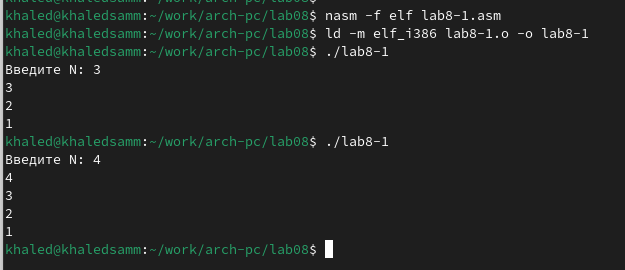 khaled@khaledsamm:~/work/arch-pc/lab08$ nasm -f elf lab8-1.asm
khaled@khaledsamm:~/work/arch-pc/lab08$ ld -m elf_i386 lab8-1.o -o lab8-1
khaled@khaledsamm:~/work/arch-pc/lab08$ ./lab8-1
Введите N: 3
3
2
1
khaled@khaledsamm:~/work/arch-pc/lab08$ ./lab8-1
Введите N: 4
4
3
2
1
khaled@khaledsamm:~/work/arch-pc/lab08$